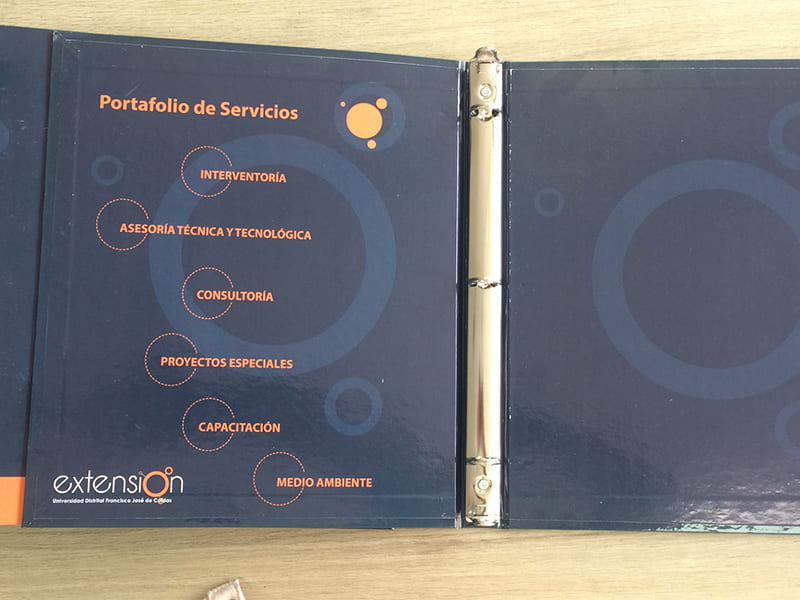 Portafolio de Servicios
INTERVENTORÍA
ASESORÍA TÉCNICA Y TECNOLÓGICA
CONSULTORÍA
PROYECTOS ESPECIALES
CAPACITACIÓN
MEDIO AMBIENTE
extensión
Universidad Distrital Francisco José de Caldas